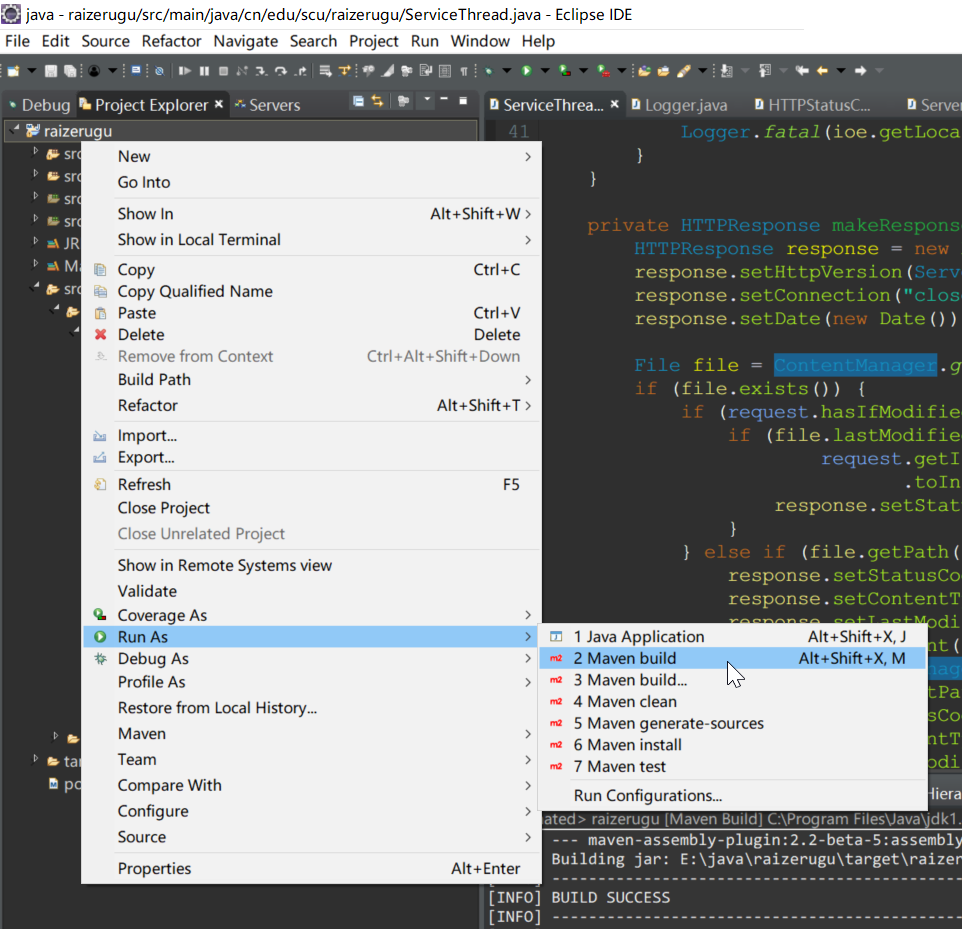 java - raizerugu/src/main/java/cn/edu/scu/raizerugu/ServiceThread.java - Eclipse IDE
File Edit Source Refactor Navigate Search Project Run Window Help
Debug Project Explorer Servers
ServiceThrea... Logger.java HTTPStatusC... Server
raizerugu
src
src
src
src
JR
Ma
src
tar
po
New
Go Into
Show In Alt+Shift+W
Show in Local Terminal
Copy Ctrl+C
Copy Qualified Name
Paste Ctrl+V
Delete Delete
Remove from Context Ctrl+Alt+Shift+Down
Build Path
Refactor Alt+Shift+T
Import...
Export...
Refresh F5
Close Project
Close Unrelated Project
Show in Remote Systems view
Validate
Coverage As
Run As
Debug As
Profile As
Restore from Local History...
Maven
Team
Compare With
Configure
Source
Properties Alt+Enter
1 Java Application Alt+Shift+X, J
m2 2 Maven build Alt+Shift+X, M
m2 3 Maven build...
m2 4 Maven clean
m2 5 Maven generate-sources
m2 6 Maven install
m2 7 Maven test
Run Configurations...
41 Logger.fatal(ioe.getLoca
}
}
private HTTPResponse makeRespons
HTTPResponse response = new
response.setHttpVersion(Serv
response.setConnection("clos
response.setDate(new Date())
File file = ContentManager.g
if (file.exists()) {
if (request.hasIfModifie
if (file.lastModifie
request.getI
.toIn
response.setStat
}
} else if (file.getPath(
response.setStatusCo
response.setContentT
response.setLastModi
nt(
nag
tPa
sCo
ntT
odi
Hiera
ated> raizerugu [Maven Build] C:\Program Files\Java\jdk1.
--- maven-assembly-plugin:2.2-beta-5:assembly
Building jar: E:\java\raizerugu\target\raizer
[INFO] BUILD SUCCESS
[INFO] ----------------------------------------------